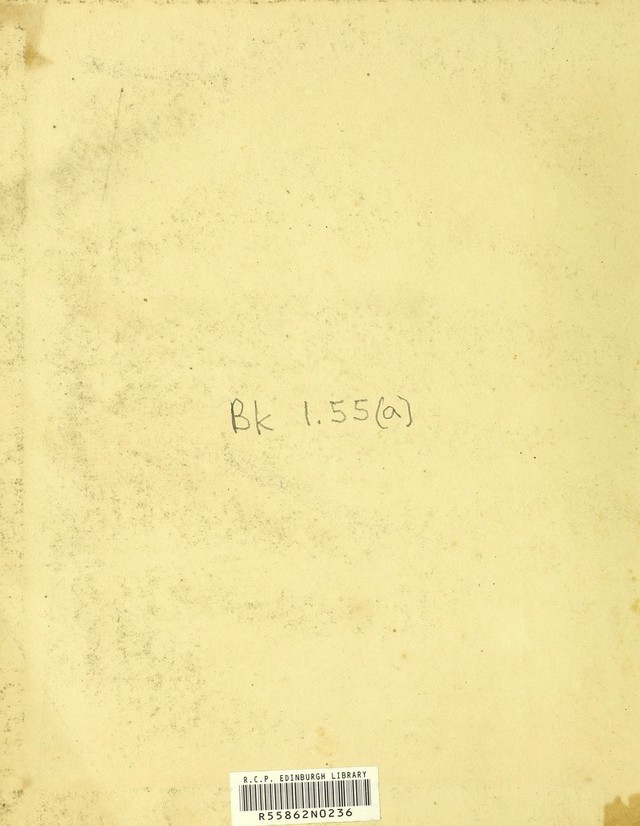 Bk 1.55(a)
R.C.P. EDINBURGH LIBRARY
R55862N0236